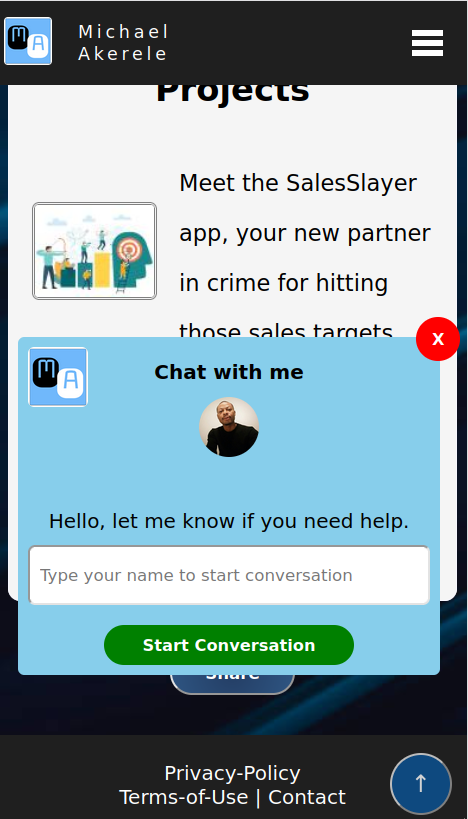 MA
Michael
Akerele
Projects
Meet the SalesSlayer
app, your new partner
in crime for hitting
those sales targets
X
MA
Chat with me
Hello, let me know if you need help.
Type your name to start conversation
Start Conversation
Share
Privacy-Policy
Terms-of-Use | Contact
↑